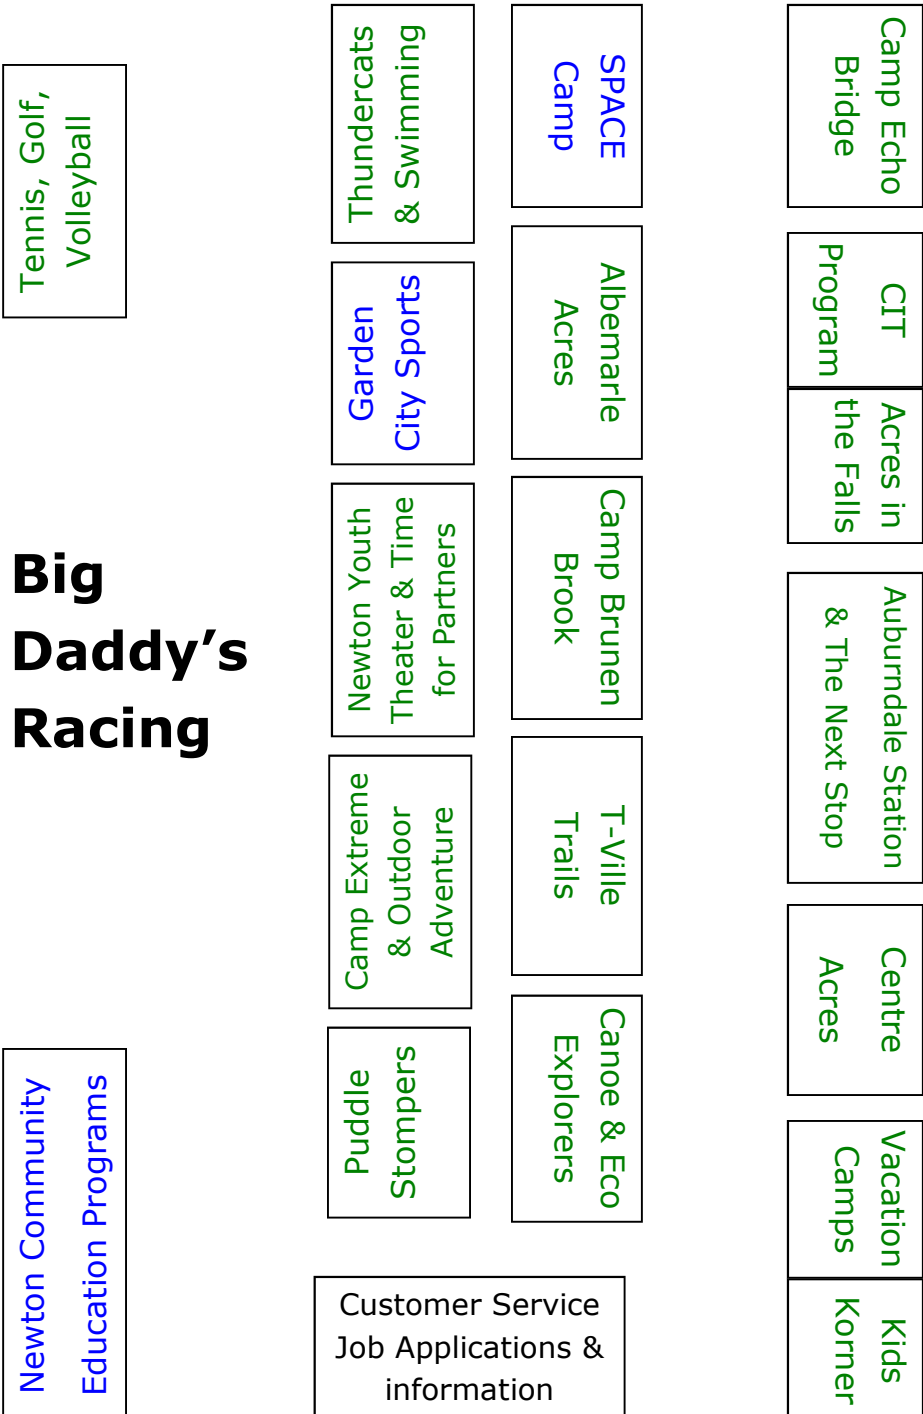 Tennis, Golf,
Volleyball
Big
Daddy’s
Racing
Newton Community
Education Programs
Thundercats
& Swimming
Garden
City Sports
Newton Youth
Theater & Time
for Partners
Camp Extreme
& Outdoor
Adventure
Puddle
Stompers
SPACE
Camp
Albemarle
Acres
Camp Brunen
Brook
T-Ville
Trails
Canoe & Eco
Explorers
Customer Service
Job Applications &
information
Camp Echo
Bridge
CIT
Program
Acres in
the Falls
Auburndale Station
& The Next Stop
Centre
Acres
Vacation
Camps
Kids
Korner